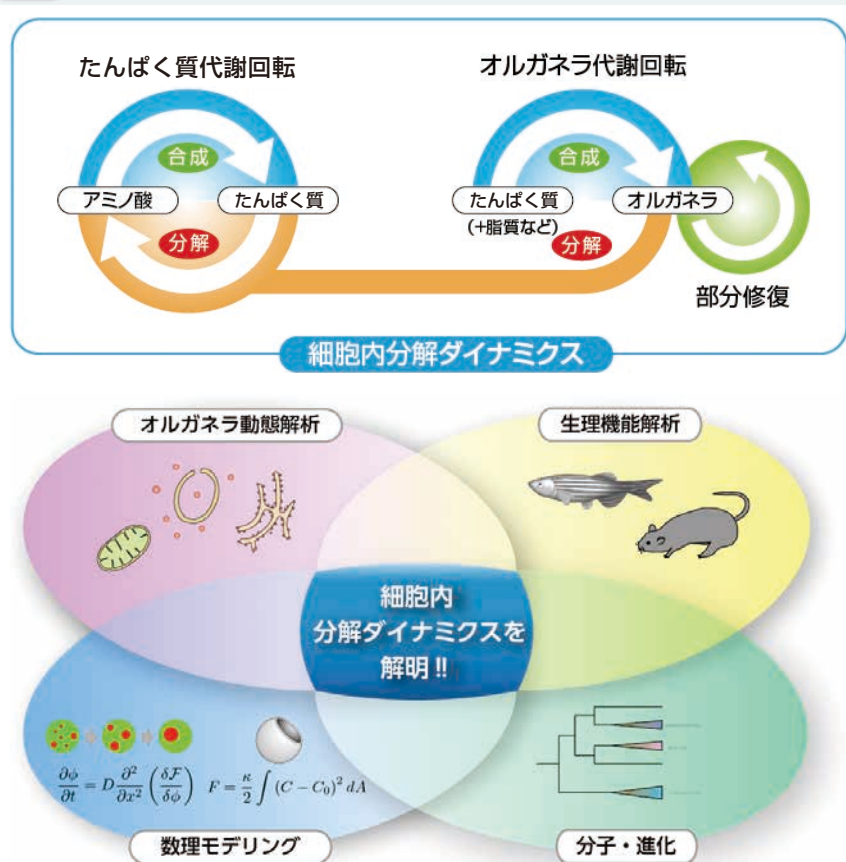 たんぱく質代謝回転
オルガネラ代謝回転
合成
アミノ酸
たんぱく質
分解
合成
たんぱく質
(+脂質など)
オルガネラ
分解
部分修復
細胞内分解ダイナミクス
オルガネラ動態解析
生理機能解析
細胞内
分解ダイナミクスを
解明!!
∂φ/∂t = D ∂²/∂x² (δF/δφ)
F = κ/2 ∫ (C − C₀)² dA
数理モデリング
分子・進化